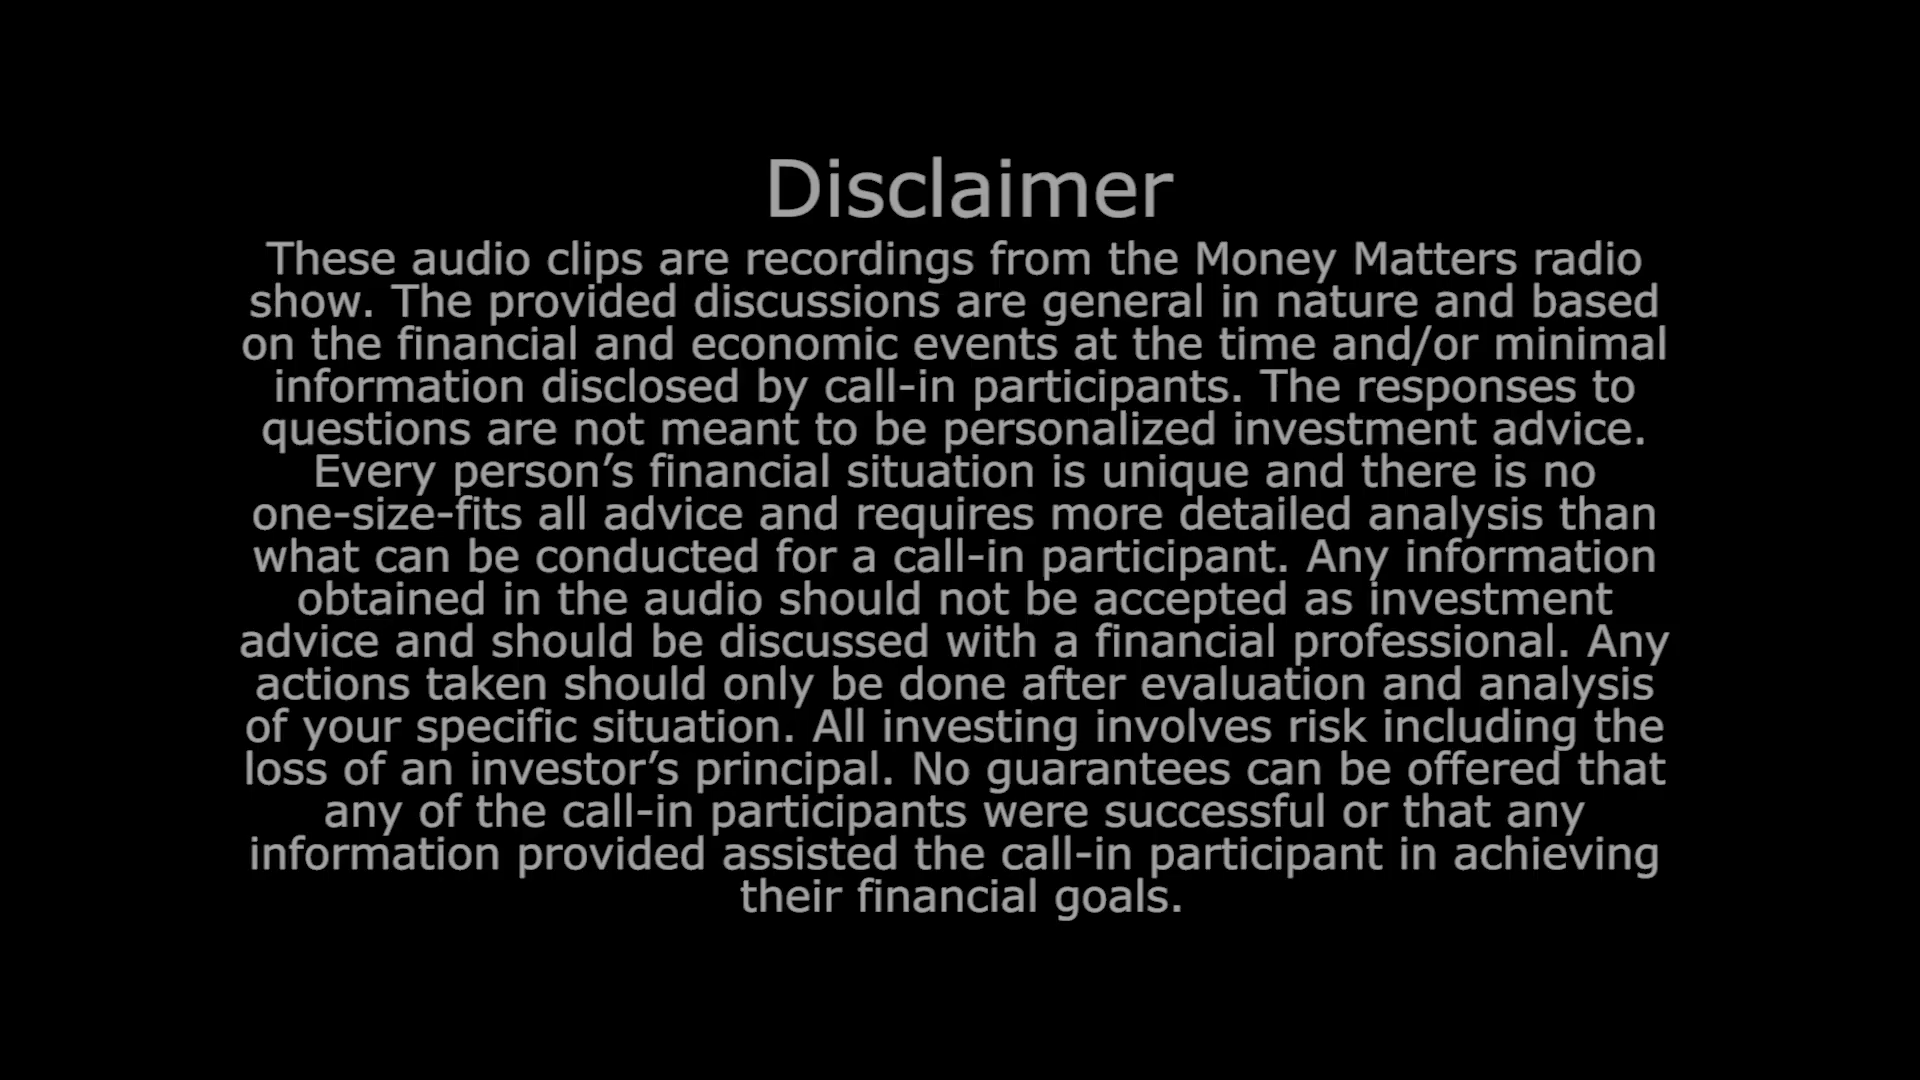 Disclaimer
These audio clips are recordings from the Money Matters radio
show. The provided discussions are general in nature and based
on the financial and economic events at the time and/or minimal
information disclosed by call-in participants. The responses to
questions are not meant to be personalized investment advice.
Every person’s financial situation is unique and there is no
one-size-fits all advice and requires more detailed analysis than
what can be conducted for a call-in participant. Any information
obtained in the audio should not be accepted as investment
advice and should be discussed with a financial professional. Any
actions taken should only be done after evaluation and analysis
of your specific situation. All investing involves risk including the
loss of an investor’s principal. No guarantees can be offered that
any of the call-in participants were successful or that any
information provided assisted the call-in participant in achieving
their financial goals.